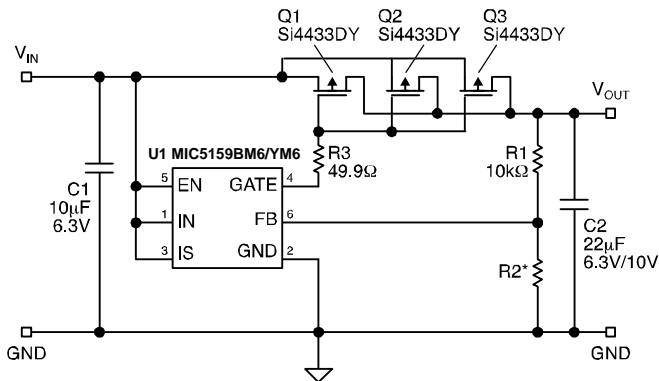 Q1
Si4433DY
Q2
Si4433DY
Q3
Si4433DY
VIN
VOUT
U1 MIC5159BM6/YM6
R3
49.9Ω
R1
10kΩ
C1
10µF
6.3V
5
EN
GATE
4
1
IN
FB
6
3
IS
GND
2
C2
22µF
6.3V/10V
R2*
GND
GND